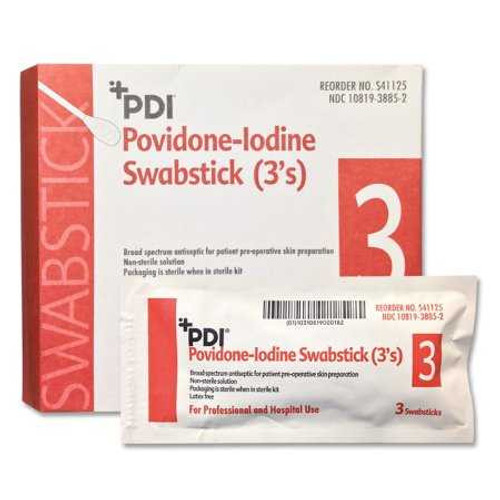 SWABSTICK
PDI
REORDER NO. S41125
NDC 10819-3885-2
Povidone-Iodine
Swabstick (3's)
3
Broad spectrum antiseptic for patient pre-operative skin preparation
Non-sterile solution
Packaging is sterile when in sterile kit
REORDER NO. S41125
NDC 10819-3885-2
PDI
Povidone-Iodine Swabstick (3's)
3
Broad spectrum antiseptic for patient pre-operative skin preparation
Non-sterile solution
Packaging is sterile when in sterile kit
Latex free
For Professional and Hospital Use
3 Swabsticks